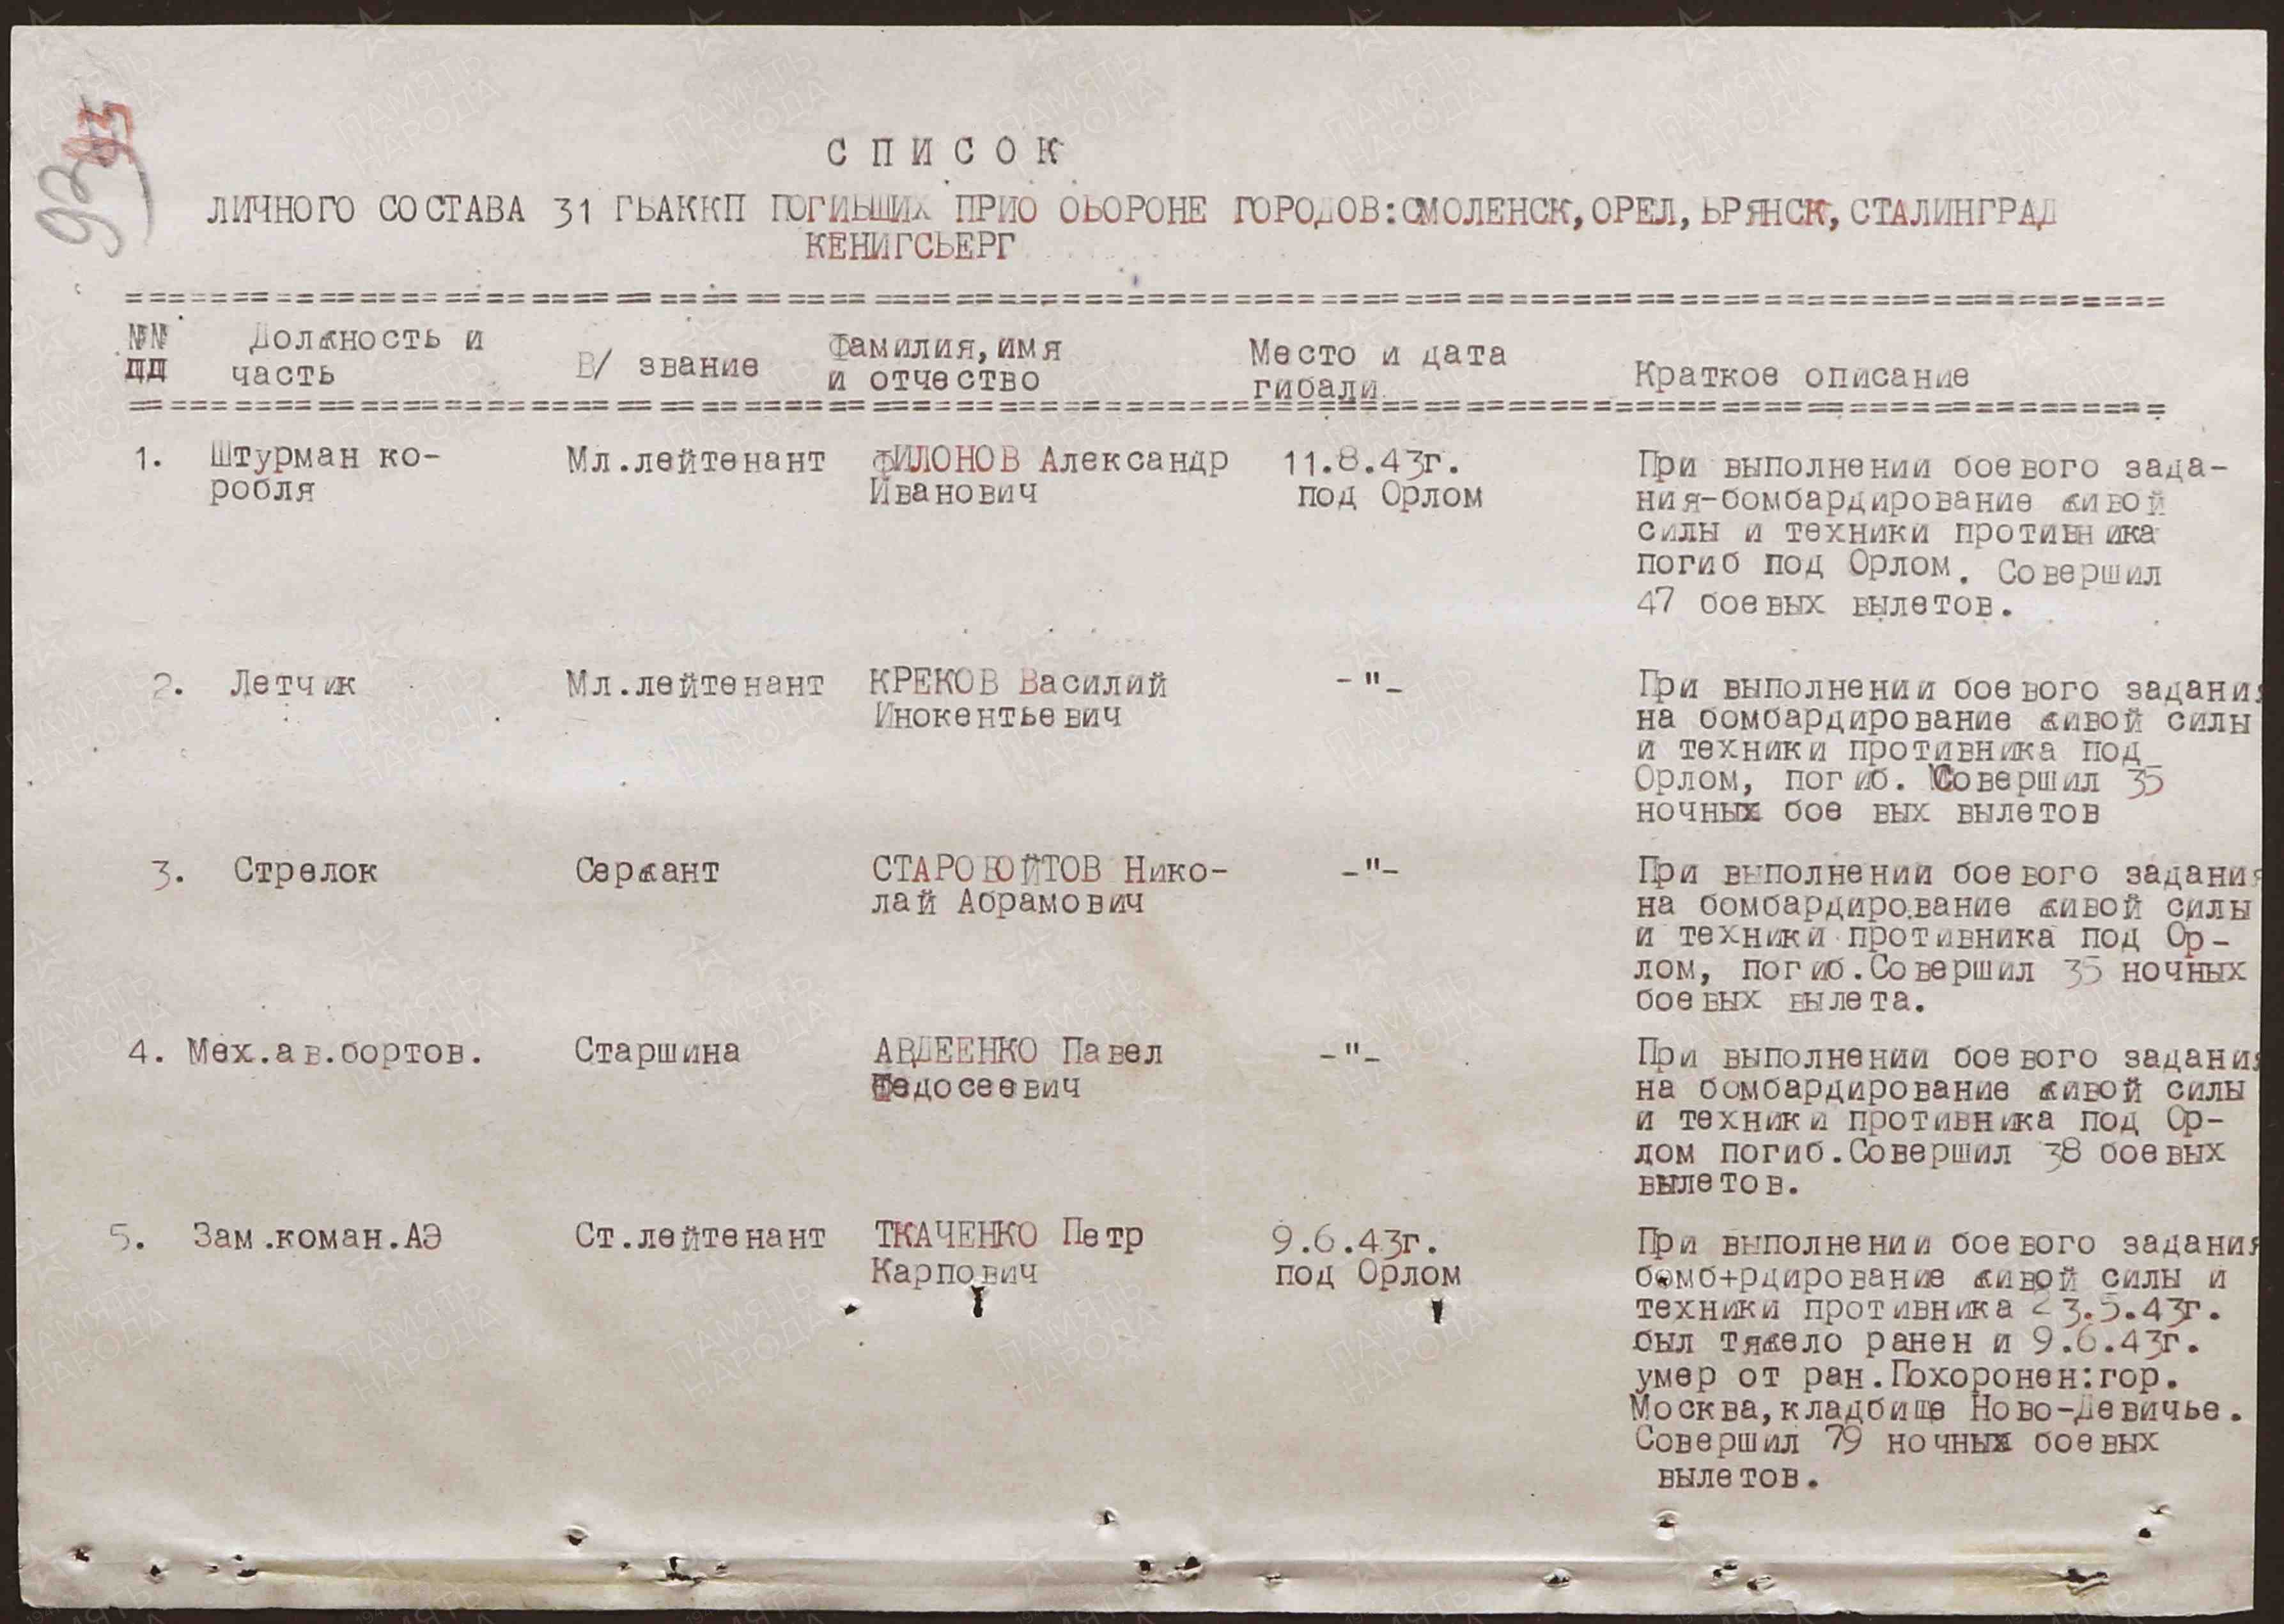 93
93
СПИСОК
ЛИЧНОГО СОСТАВА 31 ГБАККП ПОГИБШИХ ПРИО ОБОРОНЕ ГОРОДОВ:СМОЛЕНСК,ОРЕЛ,БРЯНСК,СТАЛИНГРАД
КЕНИГСБЕРГ
№№ пп Должность и часть В/ звание Фамилия,имя и отчество Место и дата гибали Краткое описание
1. Штурман ко- Мл.лейтенант ФИЛОНОВ Александр 11.8.43г. При выполнении боевого зада-
робля Иванович под Орлом ния-бомбардирование живой
силы и техники противника
погиб под Орлом. Совершил
47 боевых вылетов.
2. Летчик Мл.лейтенант КРЕКОВ Василий -"- При выполнении боевого задания
Инокентьевич на бомбардирование живой силы
и техники противника под
Орлом, погиб. Совершил 35
ночных боевых вылетов
3. Стрелок Сержант СТАРОВОЙТОВ Нико- -"- При выполнении боевого задания
лай Абрамович на бомбардирование живой силы
и техники противника под Ор-
лом, погиб.Совершил 35 ночных
боевых вылета.
4. Мех.ав.бортов. Старшина АВДЕЕНКО Павел -"- При выполнении боевого задания
Федосеевич на бомбардирование живой силы
и техники противника под Ор-
лом погиб.Совершил 38 боевых
вылетов.
5. Зам.коман.АЭ Ст.лейтенант ТКАЧЕНКО Петр 9.6.43г. При выполнении боевого задания
Карпович под Орлом бомб+рдирование живой силы и
техники противника 23.5.43г.
был тяжело ранен и 9.6.43г.
умер от ран.Похоронен:гор.
Москва,кладбище Ново-Девичье.
Совершил 79 ночных боевых
вылетов.